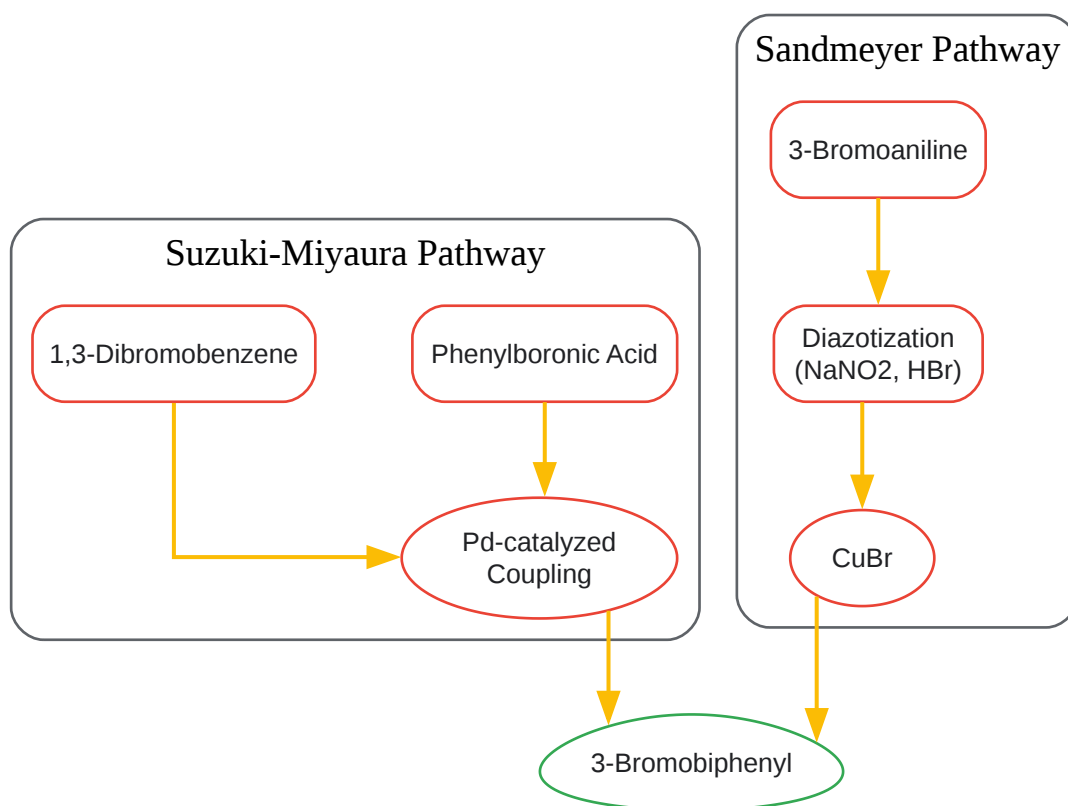 Sandmeyer Pathway
3-Bromoaniline
Suzuki-Miyaura Pathway
1,3-Dibromobenzene
Phenylboronic Acid
Diazotization
(NaNO2, HBr)
Pd-catalyzed
Coupling
CuBr
3-Bromobiphenyl